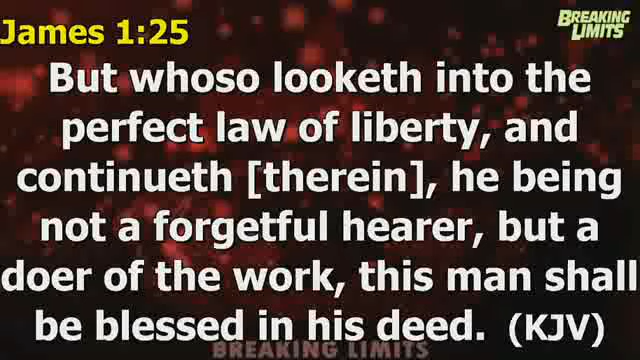 James 1:25
BREAKING
LIMITS
But whoso looketh into the
perfect law of liberty, and
continueth [therein], he being
not a forgetful hearer, but a
doer of the work, this man shall
be blessed in his deed. (KJV)
BREAKING LIMITS